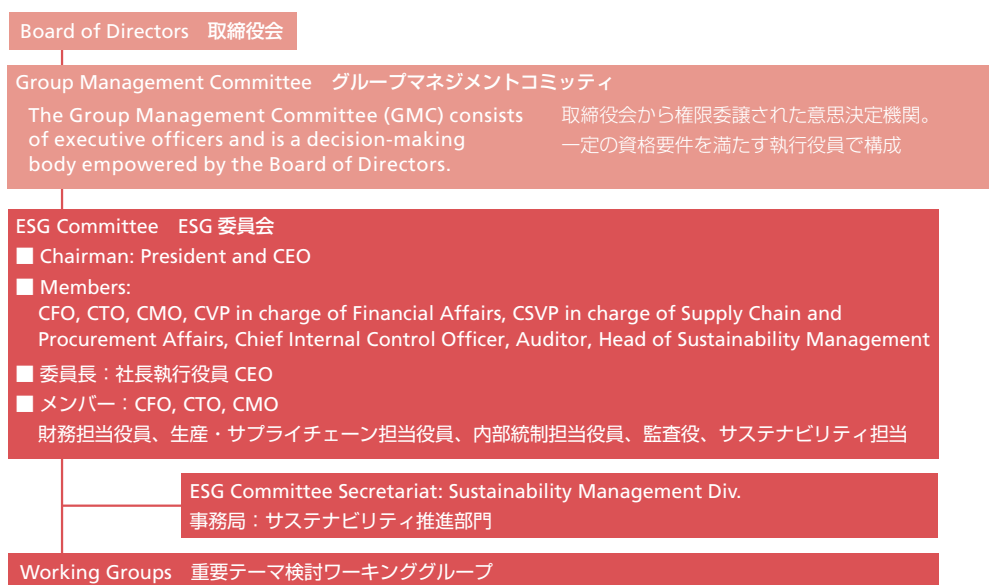 Board of Directors 取締役会
Group Management Committee グループマネジメントコミッティ
The Group Management Committee (GMC) consists
of executive officers and is a decision-making
body empowered by the Board of Directors.
取締役会から権限委譲された意思決定機関。
一定の資格要件を満たす執行役員で構成
ESG Committee ESG 委員会
■ Chairman: President and CEO
■ Members:
CFO, CTO, CMO, CVP in charge of Financial Affairs, CSVP in charge of Supply Chain and
Procurement Affairs, Chief Internal Control Officer, Auditor, Head of Sustainability Management
■ 委員長：社長執行役員 CEO
■ メンバー：CFO, CTO, CMO
財務担当役員、生産・サプライチェーン担当役員、内部統制担当役員、監査役、サステナビリティ担当
ESG Committee Secretariat: Sustainability Management Div.
事務局：サステナビリティ推進部門
Working Groups 重要テーマ検討ワーキンググループ